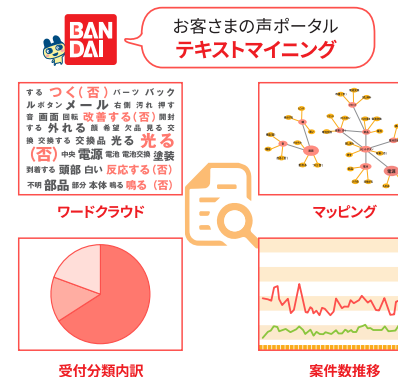 BAN
DAI
お客さまの声ポータル
テキストマイニング
する つく(否) パーツ パック
ルボタン メール 右側 汚れ 押す
音 画面 回転 改善する(否) 開封
する 外れる 顔 希望 欠品 見る 交
換 交換する 交換品 光る 光る
(否) 中央 電源 電池 電池交換 塗装
到着する 頭部 白い 反応する(否)
不明 部品 部分 本体 鳴る 鳴る(否)
電源
ワードクラウド
マッピング
受付分類内訳
案件数推移